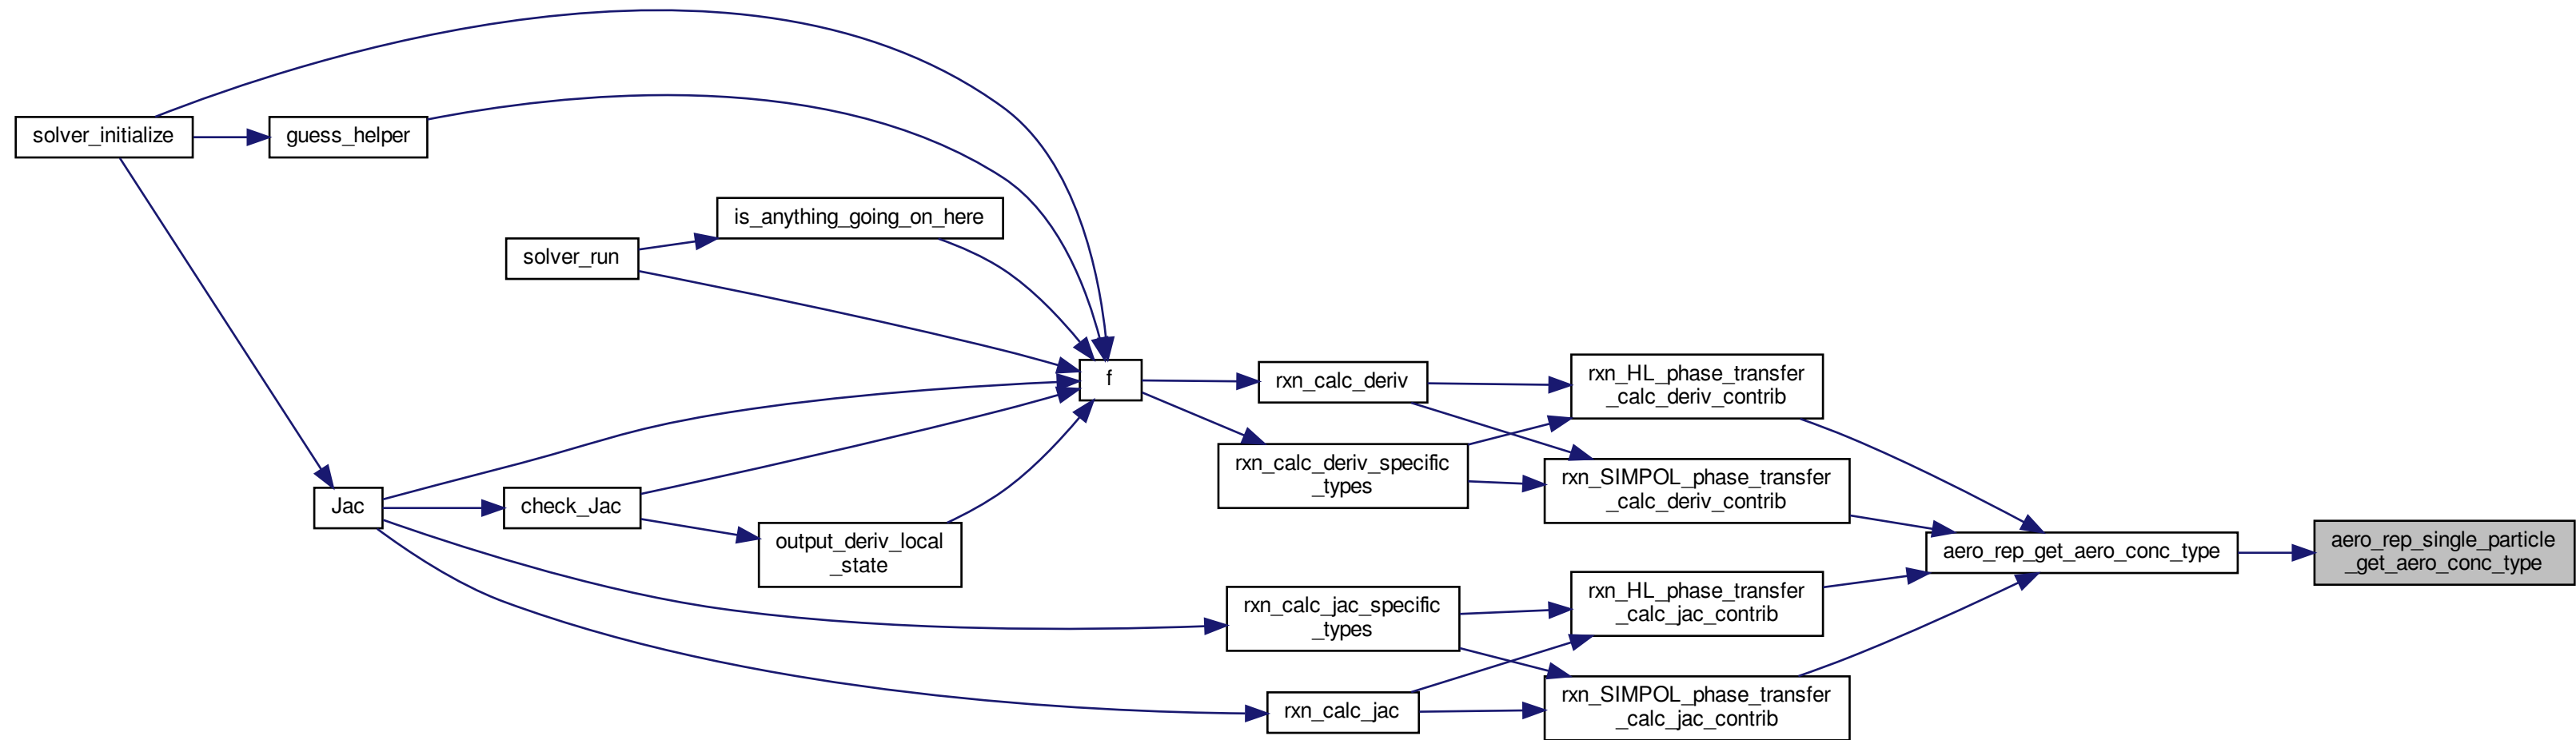 solver_initialize
guess_helper
is_anything_going_on_here
solver_run
f
rxn_calc_deriv
rxn_HL_phase_transfer
_calc_deriv_contrib
rxn_calc_deriv_specific
_types
rxn_SIMPOL_phase_transfer
_calc_deriv_contrib
Jac
check_Jac
output_deriv_local
_state
aero_rep_get_aero_conc_type
aero_rep_single_particle
_get_aero_conc_type
rxn_calc_jac_specific
_types
rxn_HL_phase_transfer
_calc_jac_contrib
rxn_calc_jac
rxn_SIMPOL_phase_transfer
_calc_jac_contrib